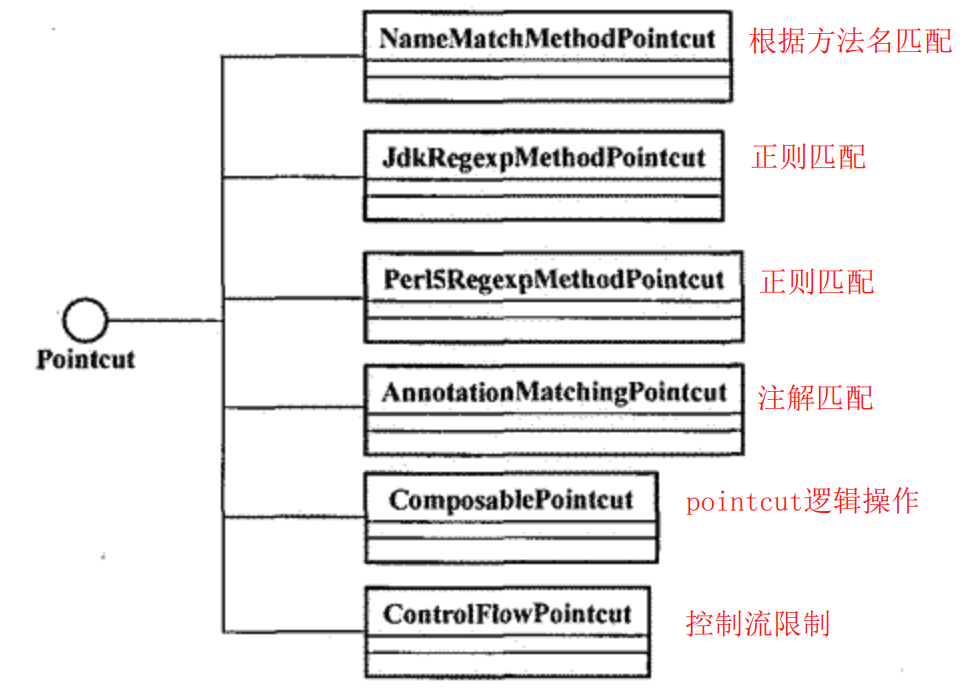 NameMatchMethodPointcut 根据方法名匹配
JdkRegexpMethodPointcut 正则匹配
Perl5RegexpMethodPointcut 正则匹配
Pointcut
AnnotationMatchingPointcut 注解匹配
ComposablePointcut pointcut逻辑操作
ControlFlowPointcut 控制流限制